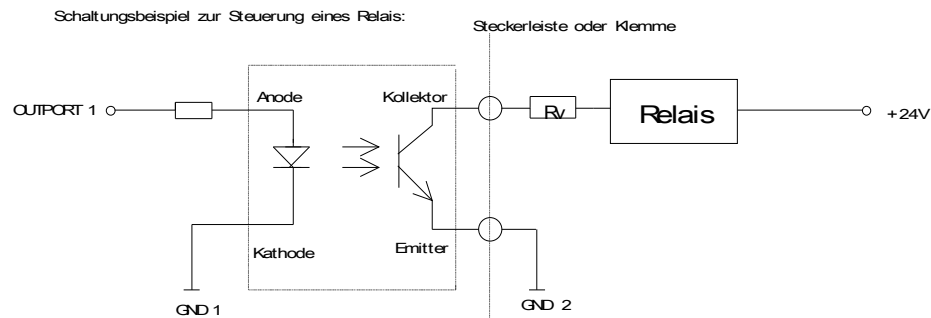 Schaltungsbeispiel zur Steuerung eines Relais:
Steckerleiste oder Klemme
OUTPORT 1
Anode
Kollektor
Rv
Relais
+24V
Kathode
Emitter
GND 1
GND 2